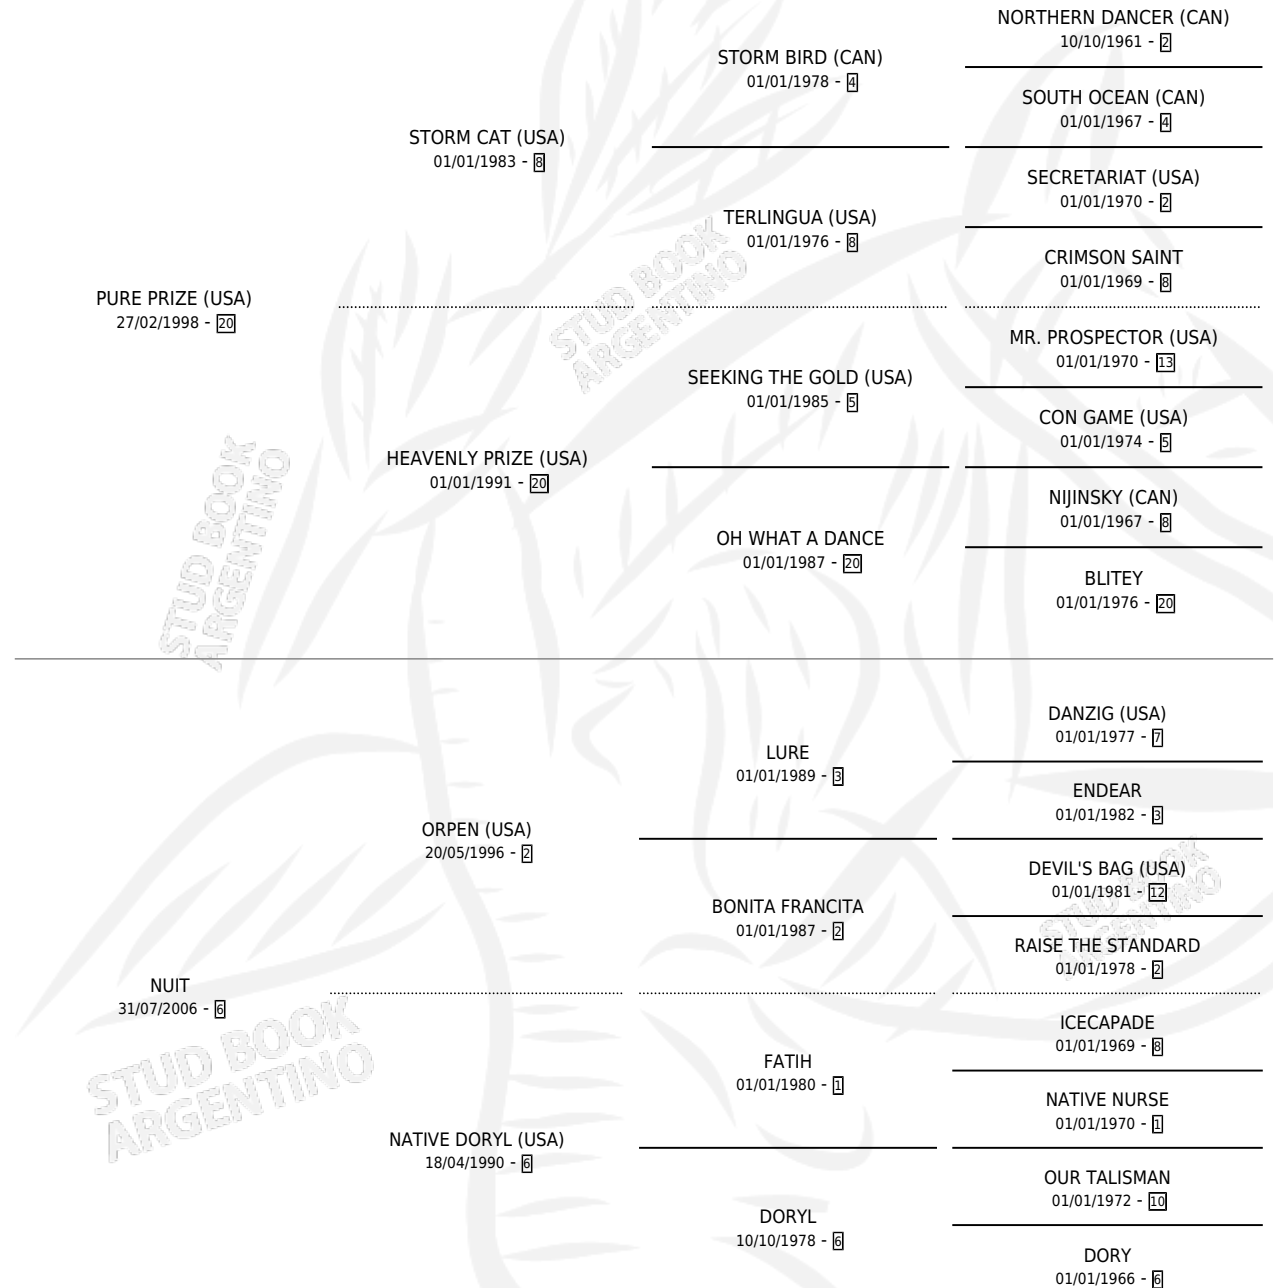 NORTHERN DANCER (CAN)
10/10/1961 - 2
STORM BIRD (CAN)
01/01/1978 - 4
SOUTH OCEAN (CAN)
01/01/1967 - 4
STORM CAT (USA)
01/01/1983 - 8
SECRETARIAT (USA)
01/01/1970 - 2
TERLINGUA (USA)
01/01/1976 - 8
CRIMSON SAINT
01/01/1969 - 8
PURE PRIZE (USA)
27/02/1998 - 20
MR. PROSPECTOR (USA)
01/01/1970 - 13
SEEKING THE GOLD (USA)
01/01/1985 - 5
CON GAME (USA)
01/01/1974 - 5
HEAVENLY PRIZE (USA)
01/01/1991 - 20
NIJINSKY (CAN)
01/01/1967 - 8
OH WHAT A DANCE
01/01/1987 - 20
BLITEY
01/01/1976 - 20
DANZIG (USA)
01/01/1977 - 7
LURE
01/01/1989 - 3
ENDEAR
01/01/1982 - 3
ORPEN (USA)
20/05/1996 - 2
DEVIL'S BAG (USA)
01/01/1981 - 12
BONITA FRANCITA
01/01/1987 - 2
RAISE THE STANDARD
01/01/1978 - 2
NUIT
31/07/2006 - 6
ICECAPADE
01/01/1969 - 8
FATIH
01/01/1980 - 1
NATIVE NURSE
01/01/1970 - 1
NATIVE DORYL (USA)
18/04/1990 - 6
OUR TALISMAN
01/01/1972 - 10
DORYL
10/10/1978 - 6
DORY
01/01/1966 - 6
STUD BOOK
ARGENTINO
STUD BOOK
ARGENTINO
STUD BOOK
ARGENTINO
STUD BOOK
ARGENTINO